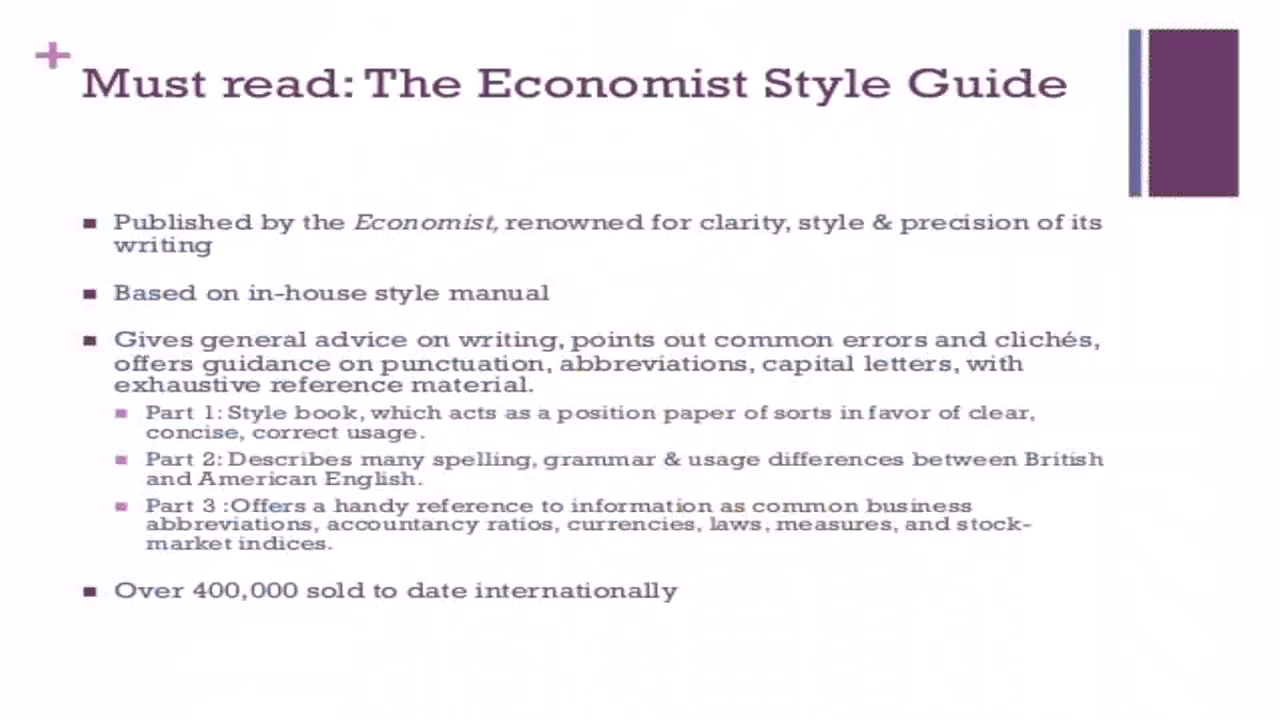 +
Must read: The Economist Style Guide
■ Published by the Economist, renowned for clarity, style & precision of its
writing
■ Based on in-house style manual
■ Gives general advice on writing, points out common errors and clichés,
offers guidance on punctuation, abbreviations, capital letters, with
exhaustive reference material.
■ Part 1: Style book, which acts as a position paper of sorts in favor of clear,
concise, correct usage.
■ Part 2: Describes many spelling, grammar & usage differences between British
and American English.
■ Part 3 :Offers a handy reference to information as common business
abbreviations, accountancy ratios, currencies, laws, measures, and stock-
market indices.
■ Over 400,000 sold to date internationally